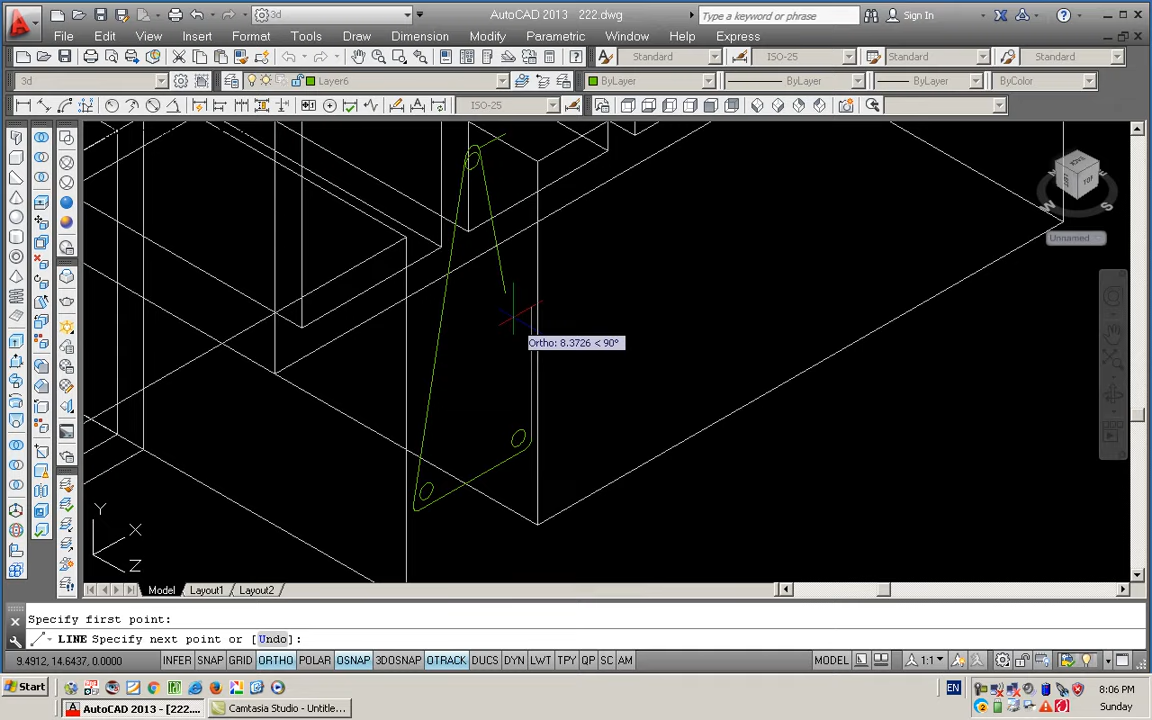 3d
AutoCAD 2013 222.dwg
Type a keyword or phrase
Sign In
File Edit View Insert Format Tools Draw Dimension Modify Parametric Window Help Express
Standard ISO-25 Standard Standard
3d Layer6 ByLayer ByLayer ByLayer ByColor
ISO-25
BACK
TOP
W
S
Unnamed
Ortho: 8.3726 < 90°
Y
X
Z
Model Layout1 Layout2
Specify first point:
LINE Specify next point or [Undo]:
9.4912, 14.6437, 0.0000 INFER SNAP GRID ORTHO POLAR OSNAP 3DOSNAP OTRACK DUCS DYN LWT TPY QP SC AM MODEL 1:1
Start EN 8:06 PM
AutoCAD 2013 - [222.... Camtasia Studio - Untitle... Sunday